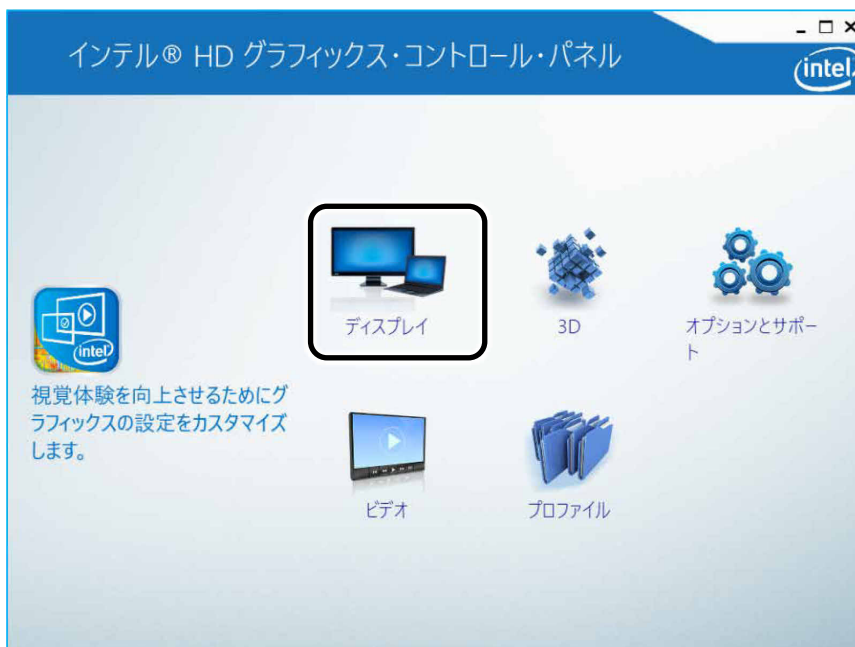 インテル® HD グラフィックス・コントロール・パネル
intel
ディスプレイ
3D
オプションとサポー
ト
intel
視覚体験を向上させるためにグ
ラフィックスの設定をカスタマイズ
します。
ビデオ
プロファイル